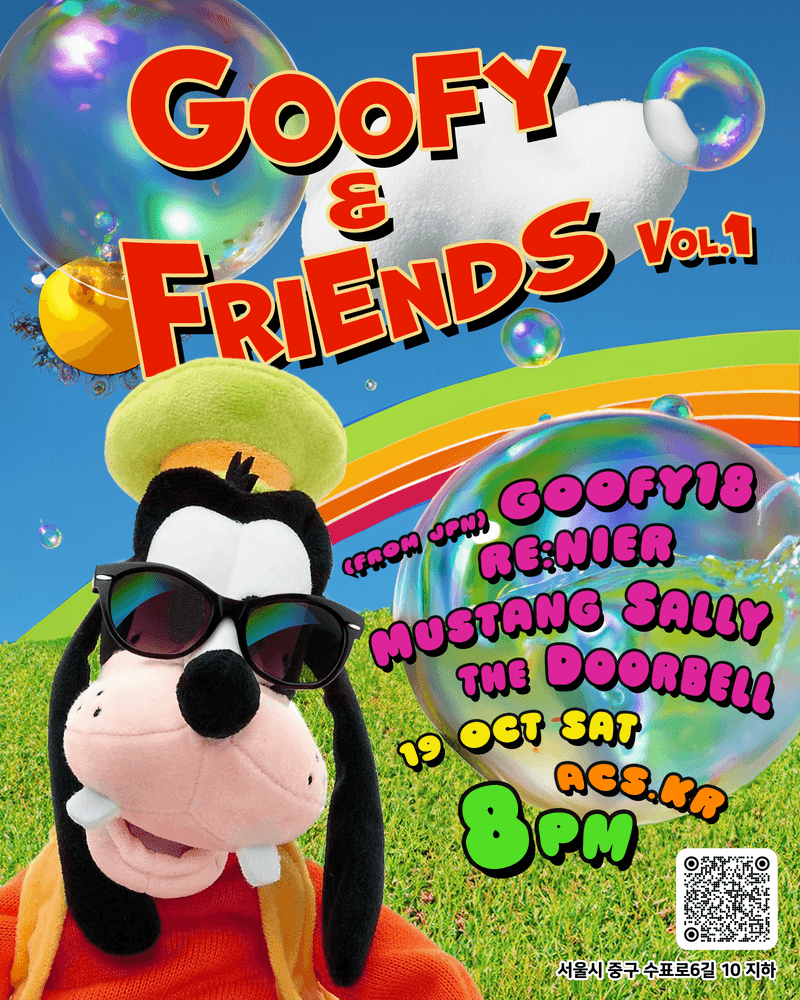 GOOFY
&
FRIENDS VOL.1
(FROM JPN) GOOFY18
RE:NIER
MUSTANG SALLY
THE DOORBELL
19 OCT SAT
ACS.KR
8PM
서울시 중구 수표로6길 10 지하